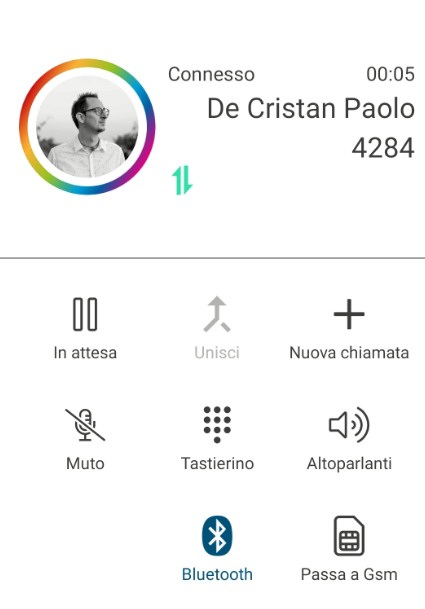 Connesso 00:05
De Cristan Paolo
4284
In attesa Unisci Nuova chiamata
Muto Tastierino Altoparlanti
Bluetooth Passa a Gsm